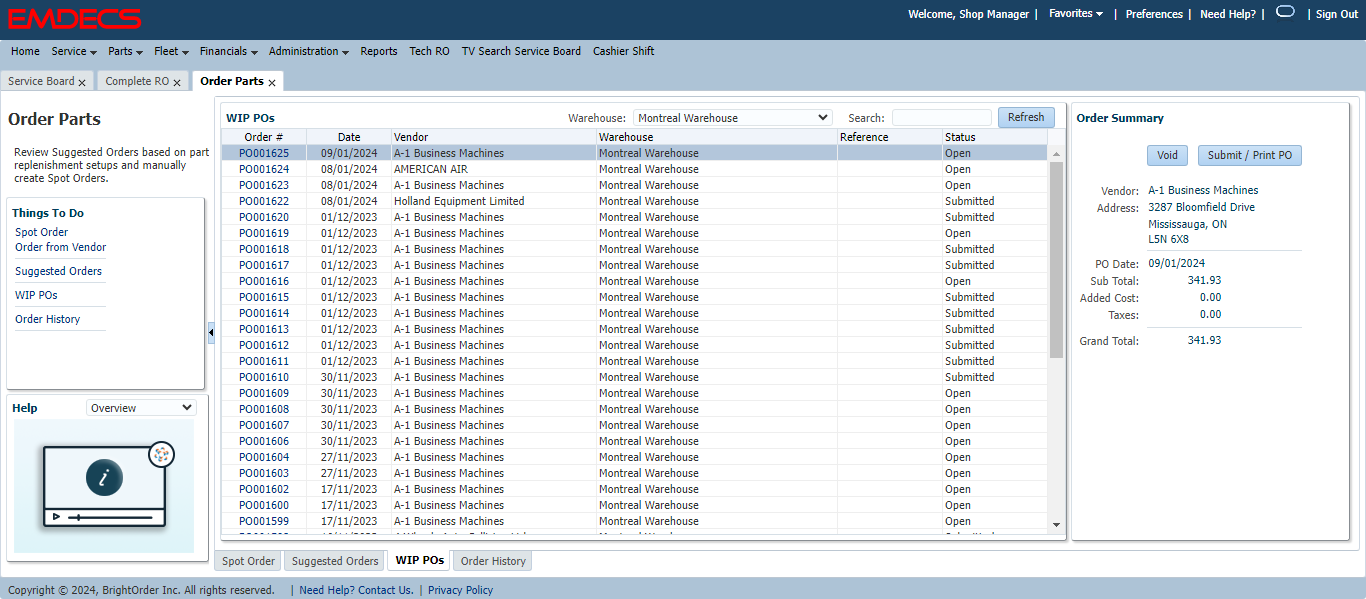 EMDECS
Welcome, Shop Manager | Favorites | Preferences | Need Help? | | Sign Out
Home Service Parts Fleet Financials Administration Reports Tech RO TV Search Service Board Cashier Shift
Service Board x Complete RO x Order Parts x
Order Parts
Review Suggested Orders based on part
replenishment setups and manually
create Spot Orders.
Things To Do
Spot Order
Order from Vendor
Suggested Orders
WIP POs
Order History
Help Overview
i
WIP POs Warehouse: Montreal Warehouse Search: Refresh
Order # Date Vendor Warehouse Reference Status
PO001625 09/01/2024 A-1 Business Machines Montreal Warehouse Open
PO001624 08/01/2024 AMERICAN AIR Montreal Warehouse Open
PO001623 08/01/2024 A-1 Business Machines Montreal Warehouse Open
PO001622 08/01/2024 Holland Equipment Limited Montreal Warehouse Submitted
PO001620 01/12/2023 A-1 Business Machines Montreal Warehouse Submitted
PO001619 01/12/2023 A-1 Business Machines Montreal Warehouse Open
PO001618 01/12/2023 A-1 Business Machines Montreal Warehouse Submitted
PO001617 01/12/2023 A-1 Business Machines Montreal Warehouse Submitted
PO001616 01/12/2023 A-1 Business Machines Montreal Warehouse Open
PO001615 01/12/2023 A-1 Business Machines Montreal Warehouse Submitted
PO001614 01/12/2023 A-1 Business Machines Montreal Warehouse Submitted
PO001613 01/12/2023 A-1 Business Machines Montreal Warehouse Submitted
PO001612 01/12/2023 A-1 Business Machines Montreal Warehouse Submitted
PO001611 01/12/2023 A-1 Business Machines Montreal Warehouse Submitted
PO001610 30/11/2023 A-1 Business Machines Montreal Warehouse Submitted
PO001609 30/11/2023 A-1 Business Machines Montreal Warehouse Open
PO001608 30/11/2023 A-1 Business Machines Montreal Warehouse Open
PO001607 30/11/2023 A-1 Business Machines Montreal Warehouse Open
PO001606 30/11/2023 A-1 Business Machines Montreal Warehouse Open
PO001604 27/11/2023 A-1 Business Machines Montreal Warehouse Open
PO001603 27/11/2023 A-1 Business Machines Montreal Warehouse Open
PO001602 17/11/2023 A-1 Business Machines Montreal Warehouse Open
PO001600 17/11/2023 A-1 Business Machines Montreal Warehouse Open
PO001599 17/11/2023 A-1 Business Machines Montreal Warehouse Open
Spot Order Suggested Orders WIP POs Order History
Order Summary
Void Submit / Print PO
Vendor: A-1 Business Machines
Address: 3287 Bloomfield Drive
Mississauga, ON
L5N 6X8
PO Date: 09/01/2024
Sub Total: 341.93
Added Cost: 0.00
Taxes: 0.00
Grand Total: 341.93
Copyright © 2024, BrightOrder Inc. All rights reserved. | Need Help? Contact Us. | Privacy Policy